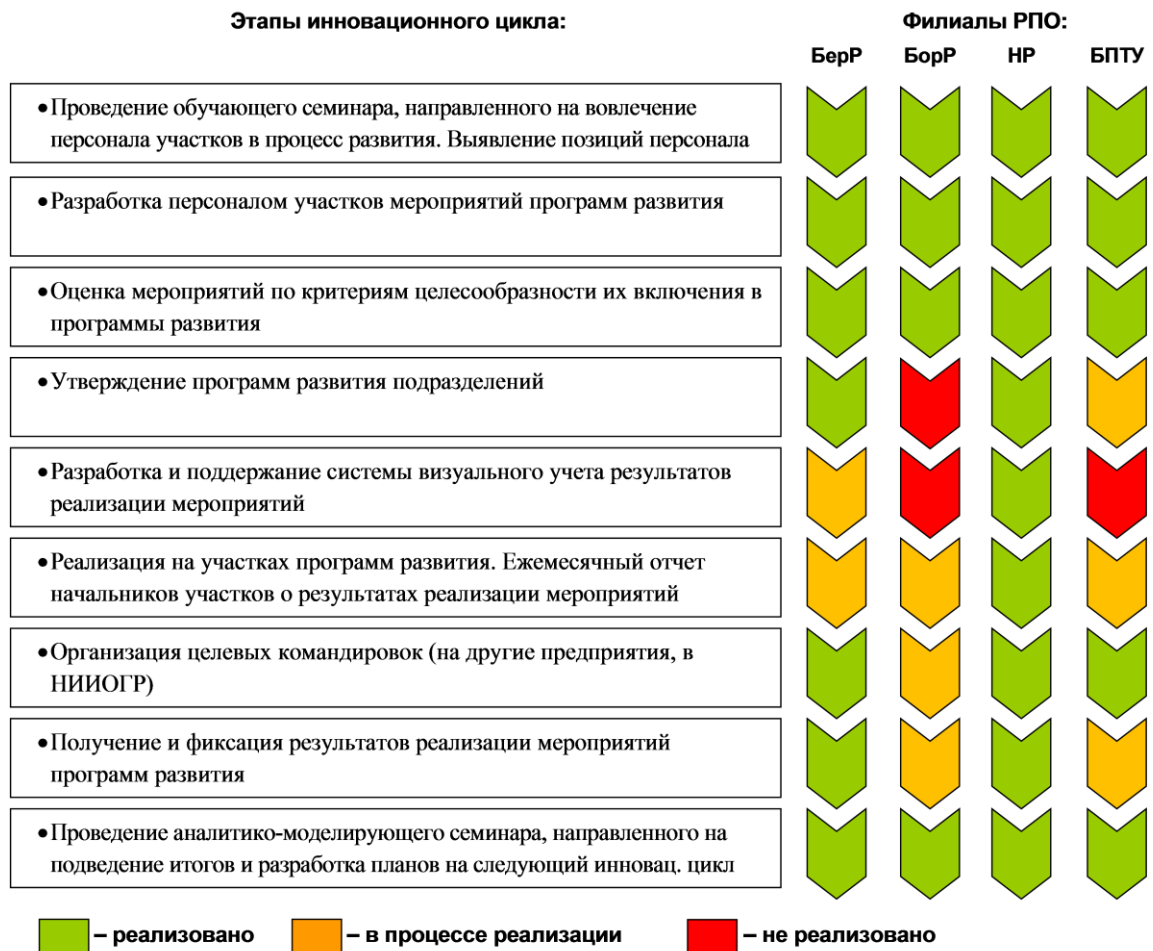 Этапы инновационного цикла:
Филиалы РПО:
БерР БорР НР БПТУ
•Проведение обучающего семинара, направленного на вовлечение
персонала участков в процесс развития. Выявление позиций персонала
•Разработка персоналом участков мероприятий программ развития
•Оценка мероприятий по критериям целесообразности их включения в
программы развития
•Утверждение программ развития подразделений
•Разработка и поддержание системы визуального учета результатов
реализации мероприятий
•Реализация на участках программ развития. Ежемесячный отчет
начальников участков о результатах реализации мероприятий
•Организация целевых командировок (на другие предприятия, в
НИИОГР)
•Получение и фиксация результатов реализации мероприятий
программ развития
•Проведение аналитико-моделирующего семинара, направленного на
подведение итогов и разработка планов на следующий инновац. цикл
– реализовано – в процессе реализации – не реализовано